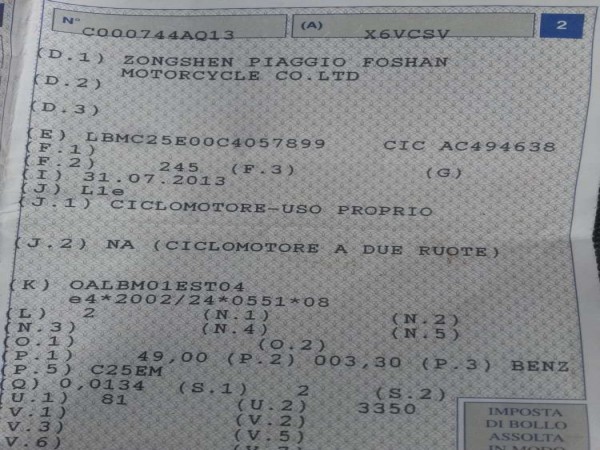 N° C000744AQ13 (A) X6VCSV 2
(D.1) ZONGSHEN PIAGGIO FOSHAN
MOTORCYCLE CO.LTD
(D.2)
(D.3)
(E) LBMC25E00C4057899 CIC AC494638
(F.1)
(F.2) 245 (F.3) (G)
(I) 31.07.2013
(J) L1e
(J.1) CICLOMOTORE-USO PROPRIO
(J.2) NA (CICLOMOTORE A DUE RUOTE)
(K) OALBM01EST04
e4*2002/24*0551*08
(L) 2 (N.1) (N.2)
(N.3) (N.4) (N.5)
(O.1) (O.2)
(P.1) 49,00 (P.2) 003,30 (P.3) BENZ
(P.5) C25EM
(Q) 0,0134 (S.1) 2 (S.2)
(U.1) 81 (U.2) 3350
(V.1) (V.2)
V.3) (V.5)
V.6)
IMPOSTA
DI BOLLO
ASSOLTA
IN MODO